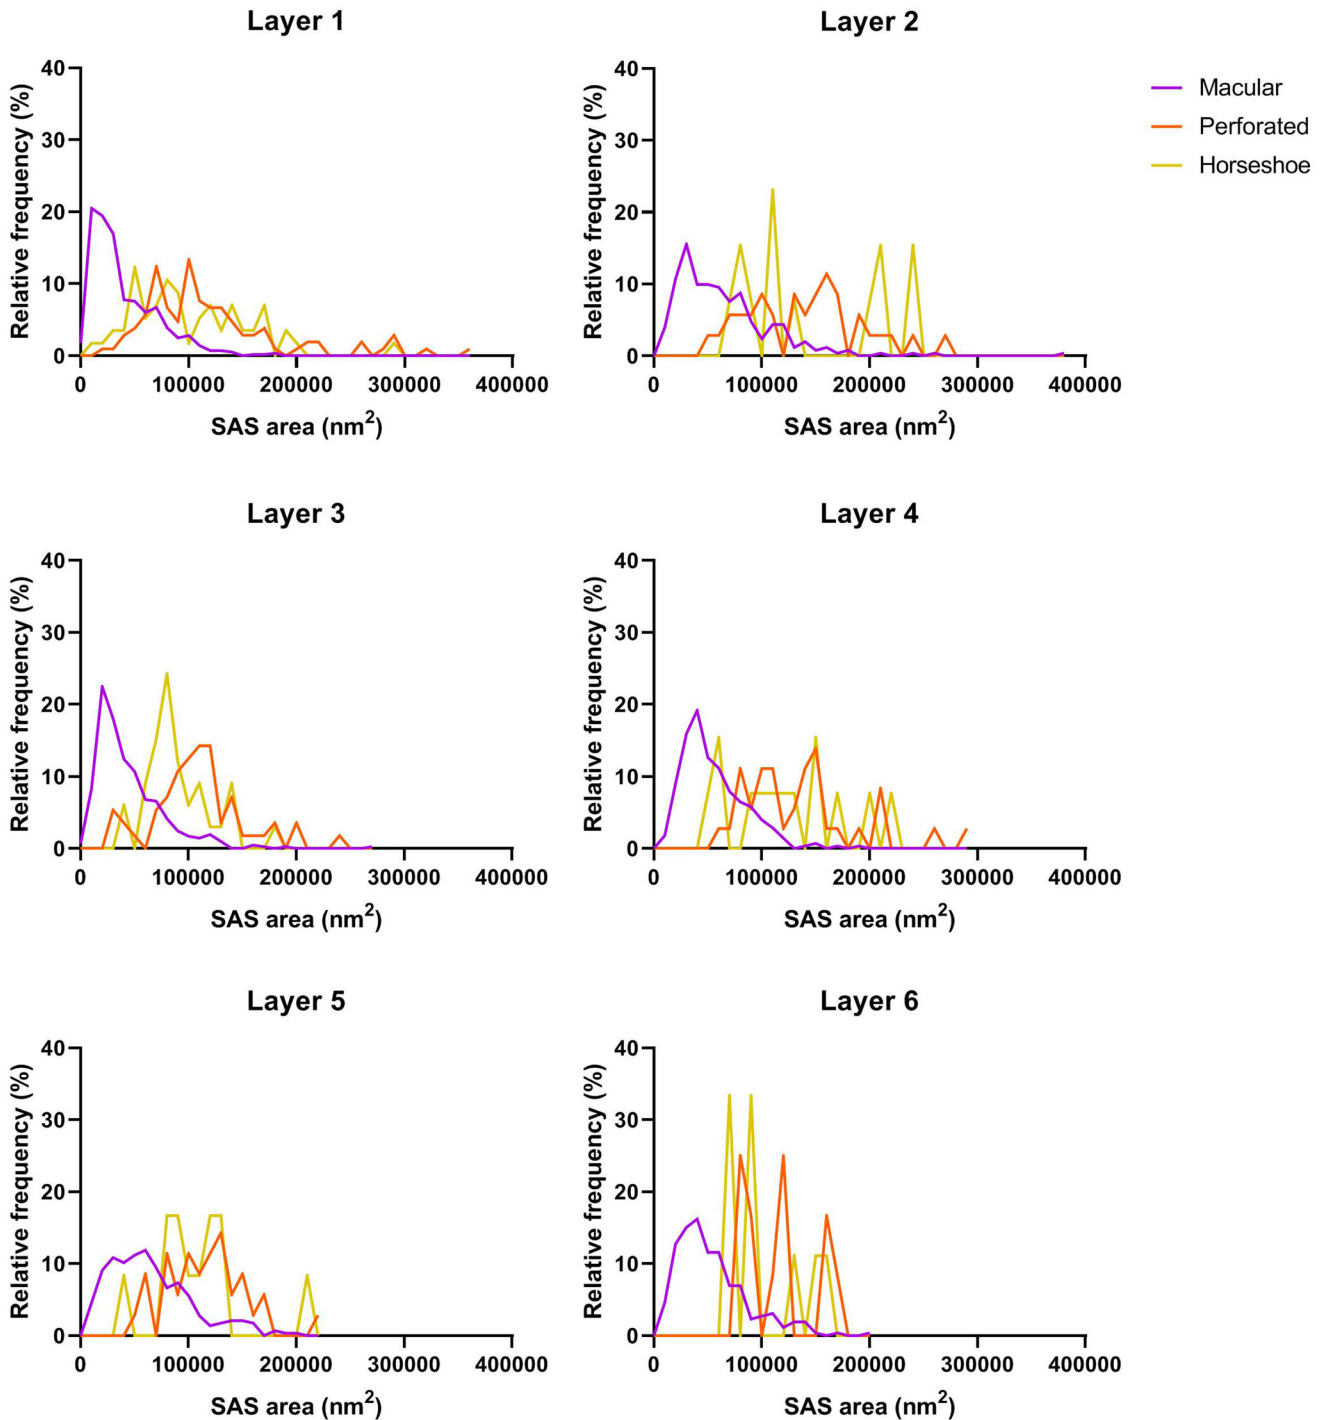 Layer 1
40
30
20
10
0
Relative frequency (%)
0 100000 200000 300000 400000
SAS area (nm²)
Layer 2
40
30
20
10
0
Relative frequency (%)
0 100000 200000 300000 400000
SAS area (nm²)
Macular
Perforated
Horseshoe
Layer 3
40
30
20
10
0
Relative frequency (%)
0 100000 200000 300000 400000
SAS area (nm²)
Layer 4
40
30
20
10
0
Relative frequency (%)
0 100000 200000 300000 400000
SAS area (nm²)
Layer 5
40
30
20
10
0
Relative frequency (%)
0 100000 200000 300000 400000
SAS area (nm²)
Layer 6
40
30
20
10
0
Relative frequency (%)
0 100000 200000 300000 400000
SAS area (nm²)